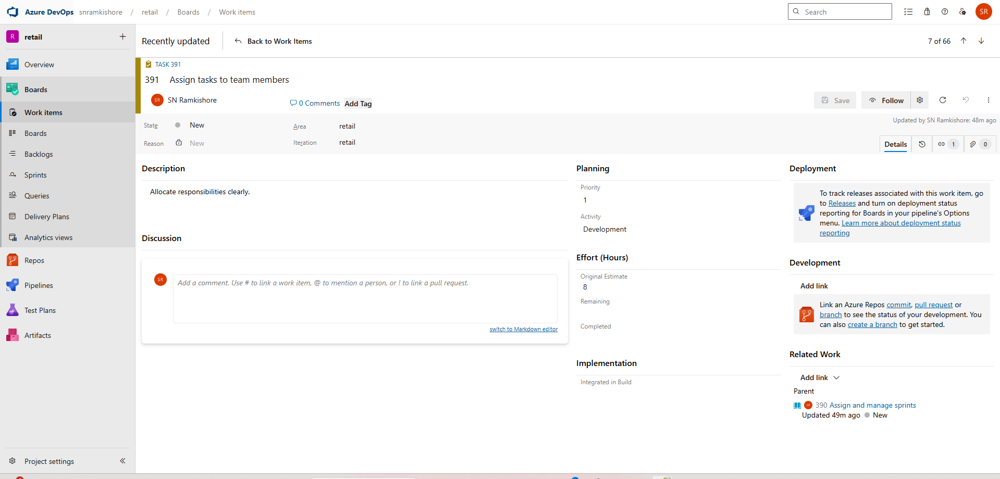 Azure DevOps snramkishore / retail / Boards / Work items
Search
SR
R retail
Overview
Boards
Work items
Boards
Backlogs
Sprints
Queries
Delivery Plans
Analytics views
Repos
Pipelines
Test Plans
Artifacts
Project settings
Recently updated
Back to Work Items
7 of 66
TASK 391
391 Assign tasks to team members
SR SN Ramkishore
0 Comments
Add Tag
Save
Follow
State New
Reason New
Area retail
Iteration retail
Updated by SN Ramkishore: 48m ago
Details
1
0
Description
Allocate responsibilities clearly.
Discussion
SR
Add a comment. Use # to link a work item, @ to mention a person, or ! to link a pull request.
switch to Markdown editor
Planning
Priority
1
Activity
Development
Effort (Hours)
Original Estimate
8
Remaining
Completed
Implementation
Integrated in Build
Deployment
To track releases associated with this work item, go
to Releases and turn on deployment status
reporting for Boards in your pipeline's Options
menu. Learn more about deployment status
reporting
Development
Add link
Link an Azure Repos commit, pull request or
branch to see the status of your development. You
can also create a branch to get started.
Related Work
Add link
Parent
SR 390 Assign and manage sprints
Updated 49m ago New